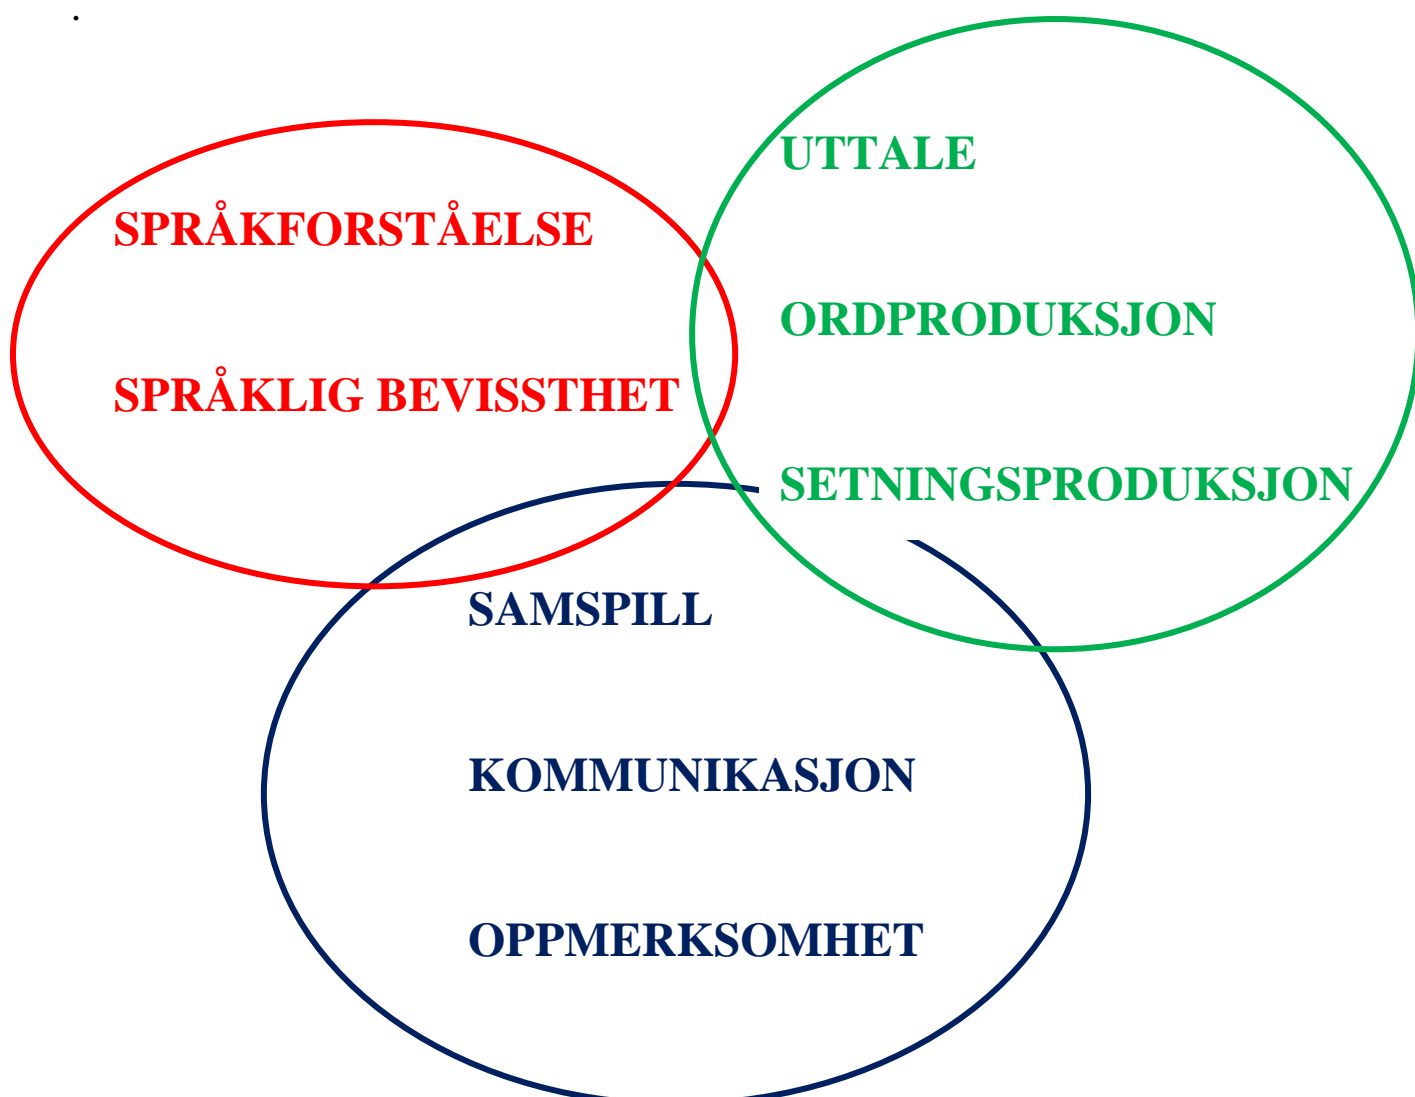 .
SPRÅKFORSTÅELSE
SPRÅKLIG BEVISSTHET
UTTALE
ORDPRODUKSJON
SETNINGSPRODUKSJON
SAMSPILL
KOMMUNIKASJON
OPPMERKSOMHET